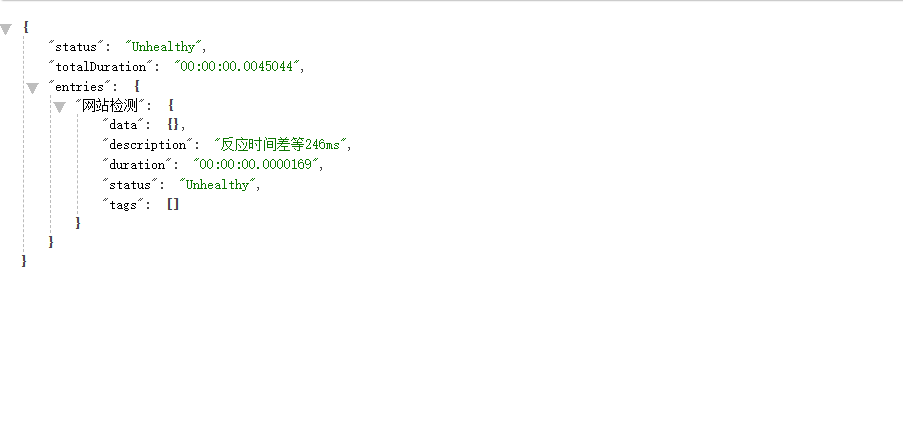 {
"status": "Unhealthy",
"totalDuration": "00:00:00.0045044",
"entries": {
"网站检测": {
"data": {},
"description": "反应时间差等246ms",
"duration": "00:00:00.0000169",
"status": "Unhealthy",
"tags": []
}
}
}